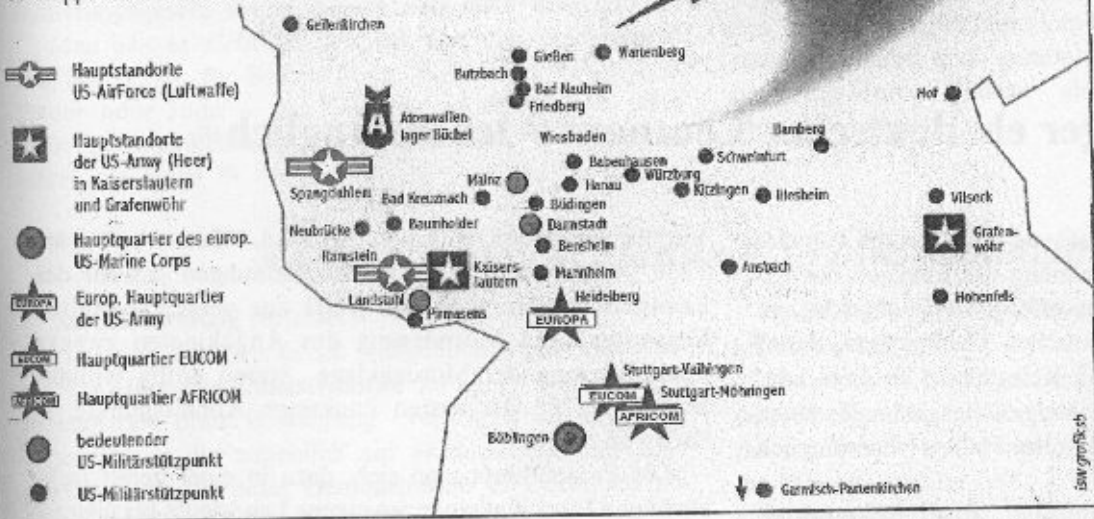 Hauptstandorte
US-AirForce (Luftwaffe)
Hauptstandorte
der US-Army (Heer)
in Kaiserslautern
und Grafenwöhr
Hauptquartier des europ.
US-Marine Corps
EUROPA
Europ. Hauptquartier
der US-Army
EUCOM
Hauptquartier EUCOM
AFRICOM
Hauptquartier AFRICOM
bedeutender
US-Militärstützpunkt
US-Militärstützpunkt
Geilenkirchen
Gießen
Wartenberg
Butzbach
Bad Nauheim
Friedberg
Hof
A
Atomwaffen-
lager Büchel
Wiesbaden
Bamberg
Babenhausen
Schweinfurt
Spangdahlem
Mainz
Hanau
Würzburg
Kitzingen
Illesheim
Vilseck
Bad Kreuznach
Büdingen
Neubrücke
Baumholder
Darmstadt
Grafen-
wöhr
Bensheim
Ramstein
Kaisers-
lautern
Mannheim
Ansbach
Landstuhl
Heidelberg
Hohenfels
Pirmasens
EUROPA
Stuttgart-Vaihingen
EUCOM
Stuttgart-Möhringen
AFRICOM
Böblingen
Garmisch-Partenkirchen
isw grafik sb